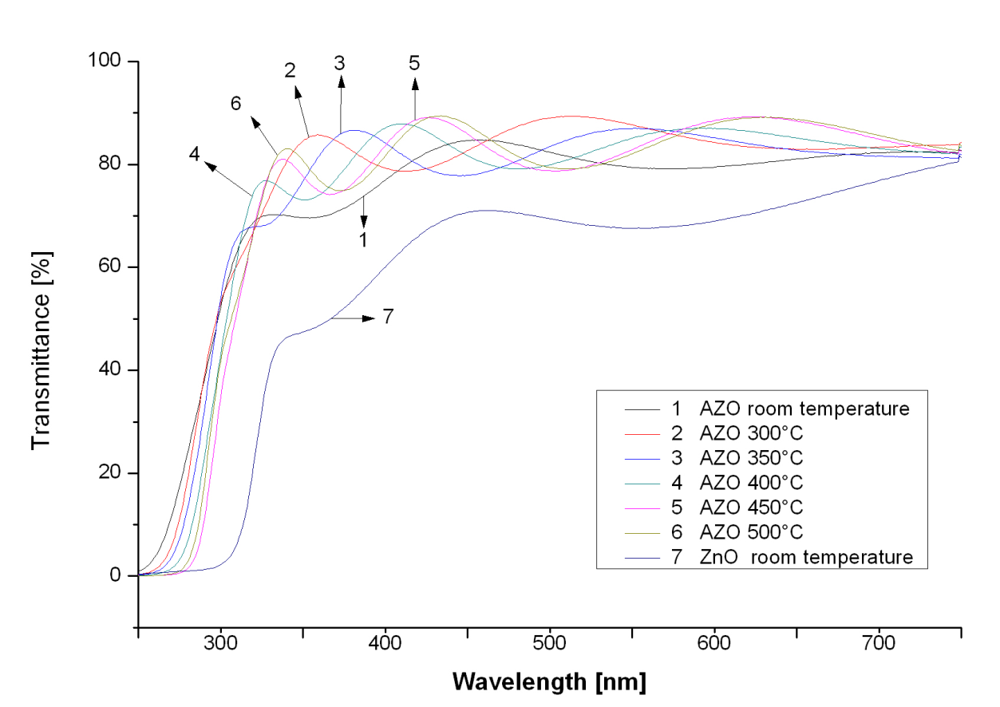 100
80
60
40
20
0
Transmittance [%]
2
3
5
6
4
1
7
1 AZO room temperature
2 AZO 300°C
3 AZO 350°C
4 AZO 400°C
5 AZO 450°C
6 AZO 500°C
7 ZnO room temperature
300 400 500 600 700
Wavelength [nm]